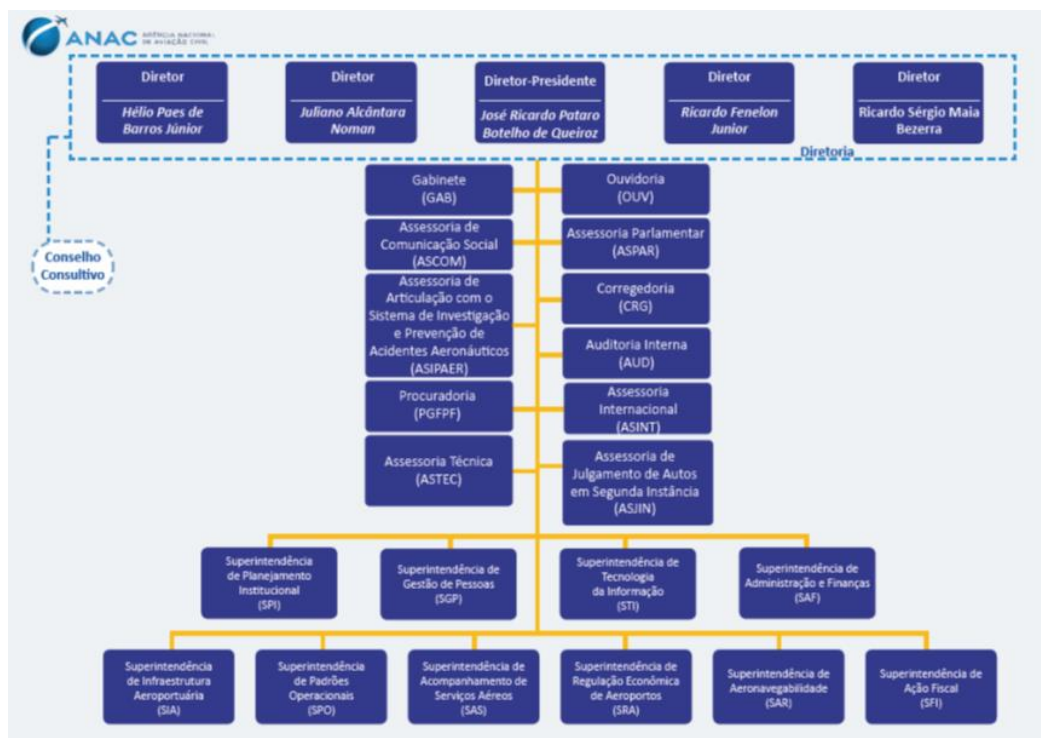 ANAC AGÊNCIA NACIONAL
DE AVIAÇÃO CIVIL
Diretor
Hélio Paes de
Barros Júnior
Diretor
Juliano Alcântara
Noman
Diretor-Presidente
José Ricardo Pataro
Botelho de Queiroz
Diretor
Ricardo Fenelon
Junior
Diretor
Ricardo Sérgio Maia
Bezerra
Diretoria
Conselho
Consultivo
Gabinete
(GAB)
Ouvidoria
(OUV)
Assessoria de
Comunicação Social
(ASCOM)
Assessoria Parlamentar
(ASPAR)
Assessoria de
Articulação com o
Sistema de Investigação
e Prevenção de
Acidentes Aeronáuticos
(ASIPAER)
Corregedoria
(CRG)
Auditoria Interna
(AUD)
Procuradoria
(PGFPF)
Assessoria
Internacional
(ASINT)
Assessoria Técnica
(ASTEC)
Assessoria de
Julgamento de Autos
em Segunda Instância
(ASJIN)
Superintendência
de Planejamento
Institucional
(SPI)
Superintendência de
Gestão de Pessoas
(SGP)
Superintendência de
Tecnologia
da Informação
(STI)
Superintendência de
Administração e Finanças
(SAF)
Superintendência
de Infraestrutura
Aeroportuária
(SIA)
Superintendência
de Padrões
Operacionais
(SPO)
Superintendência de
Acompanhamento de
Serviços Aéreos
(SAS)
Superintendência de
Regulação Econômica
de Aeroportos
(SRA)
Superintendência de
Aeronavegabilidade
(SAR)
Superintendência de
Ação Fiscal
(SFI)